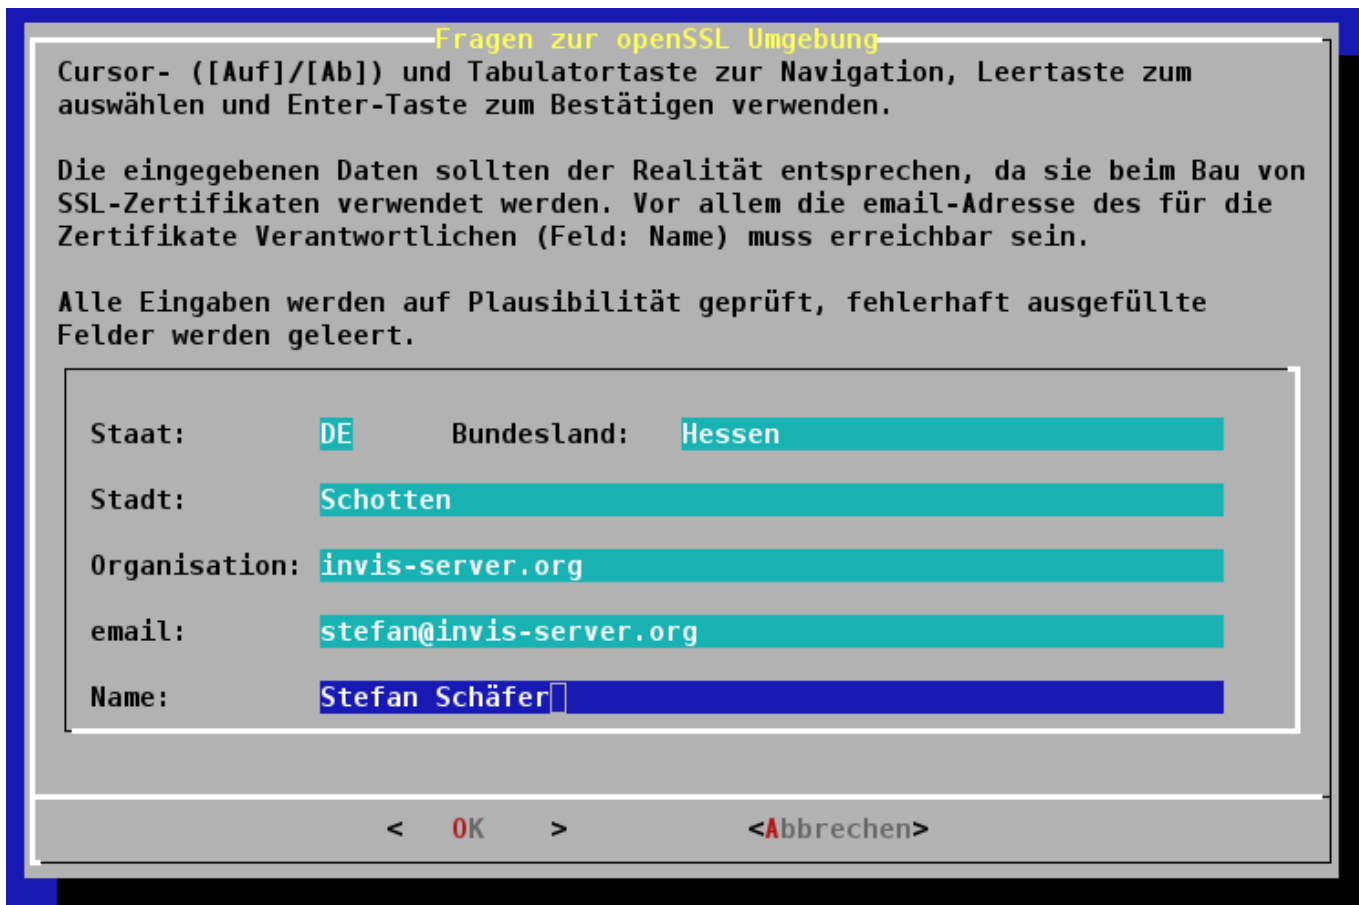 Fragen zur openSSL Umgebung
Cursor- ([Auf]/[Ab]) und Tabulatortaste zur Navigation, Leertaste zum
auswählen und Enter-Taste zum Bestätigen verwenden.
Die eingegebenen Daten sollten der Realität entsprechen, da sie beim Bau von
SSL-Zertifikaten verwendet werden. Vor allem die email-Adresse des für die
Zertifikate Verantwortlichen (Feld: Name) muss erreichbar sein.
Alle Eingaben werden auf Plausibilität geprüft, fehlerhaft ausgefüllte
Felder werden geleert.
Staat: DE Bundesland: Hessen
Stadt: Schotten
Organisation: invis-server.org
email: stefan@invis-server.org
Name: Stefan Schäfer
< OK > <Abbrechen>